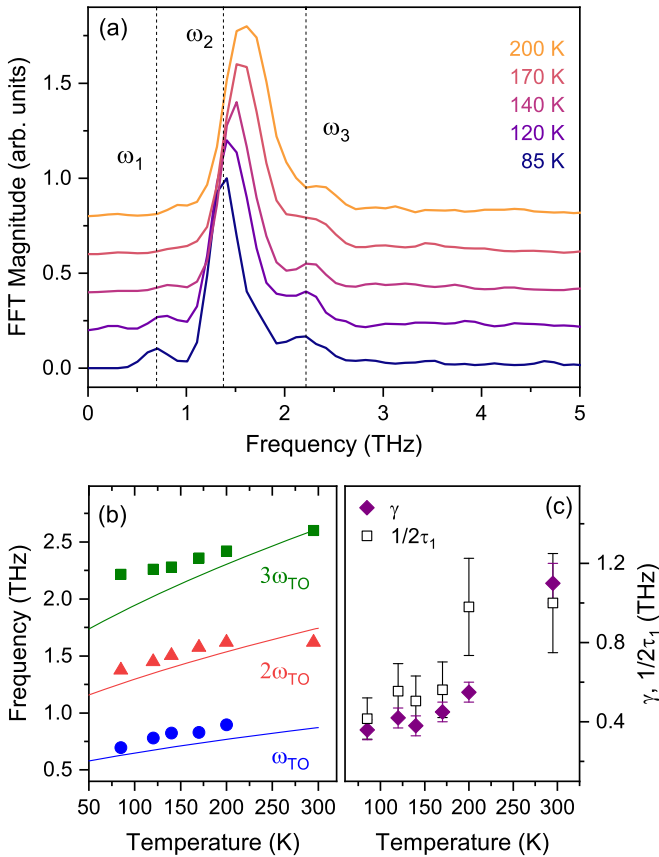 (a)
ω2
ω1
ω3
200 K
170 K
140 K
120 K
85 K
1.5
1.0
0.5
0.0
FFT Magnitude (arb. units)
0 1 2 3 4 5
Frequency (THz)
(b)
3ωTO
2ωTO
ωTO
2.5
2.0
1.5
1.0
0.5
Frequency (THz)
50 100 150 200 250 300
Temperature (K)
(c)
γ
1/2τ1
1.2
0.8
0.4
γ, 1/2τ1 (THz)
100 150 200 250 300
Temperature (K)